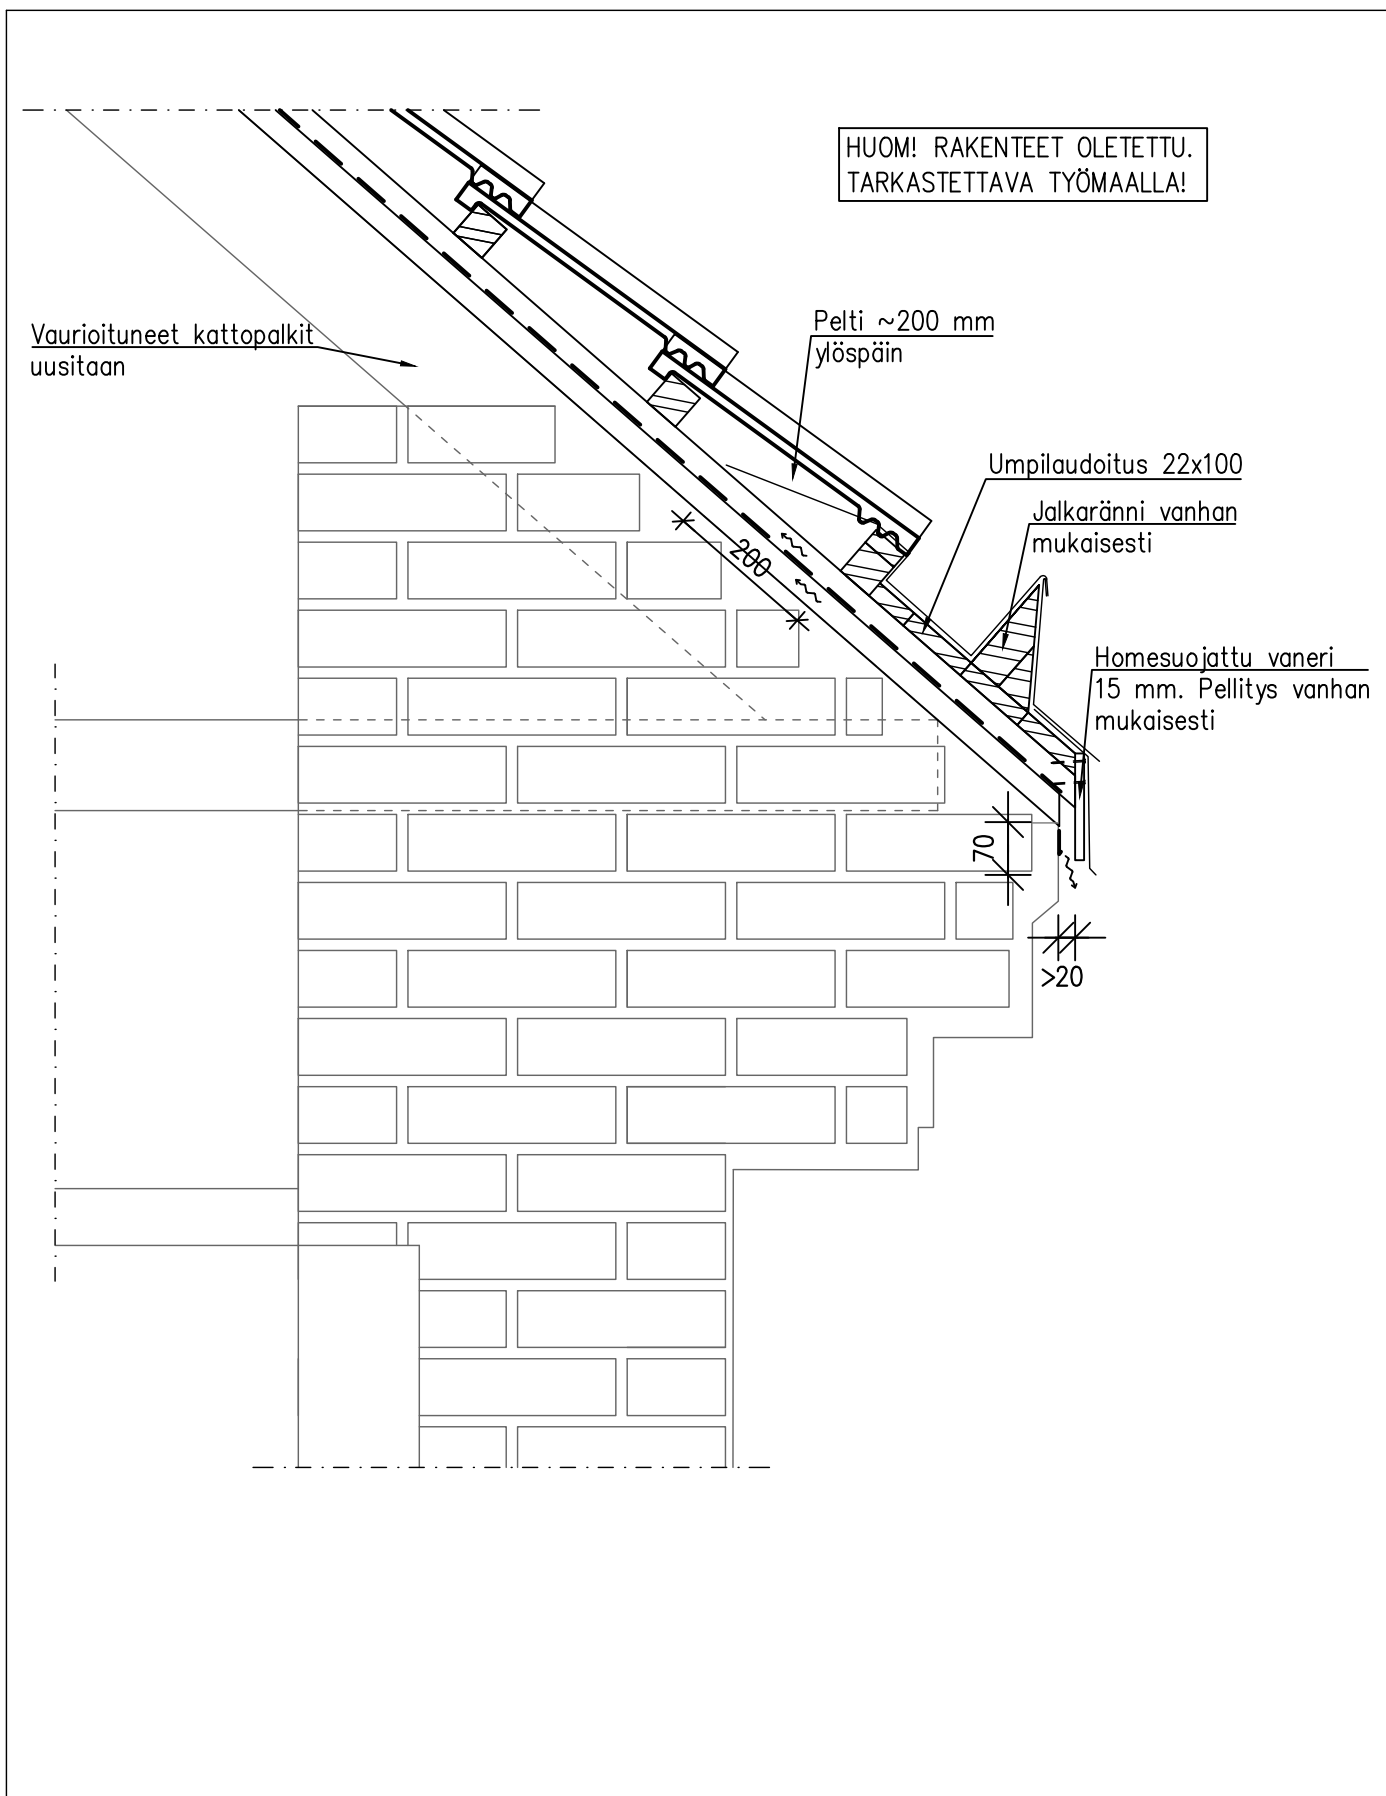 HUOM! RAKENTEET OLETETTU.
TARKASTETTAVA TYÖMAALLA!
Pelti ~200 mm
ylöspäin
Vaurioituneet kattopalkit
uusitaan
Umpilaudoitus 22x100
Jalkaränni vanhan
mukaisesti
200
Homesuojattu vaneri
15 mm. Pellitys vanhan
mukaisesti
70
>20